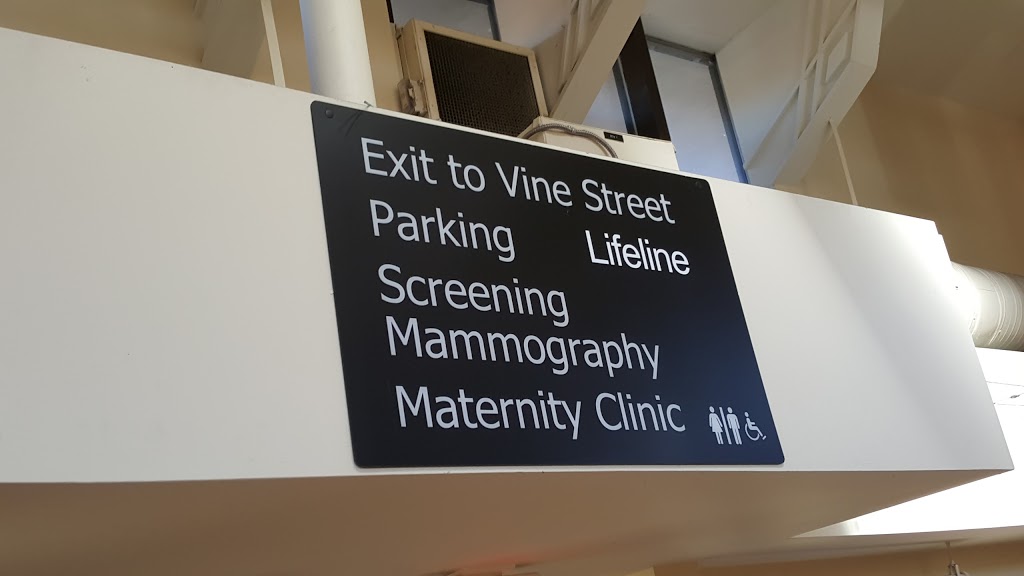 Exit to Vine Street
Parking Lifeline
Screening
Mammography
Maternity Clinic